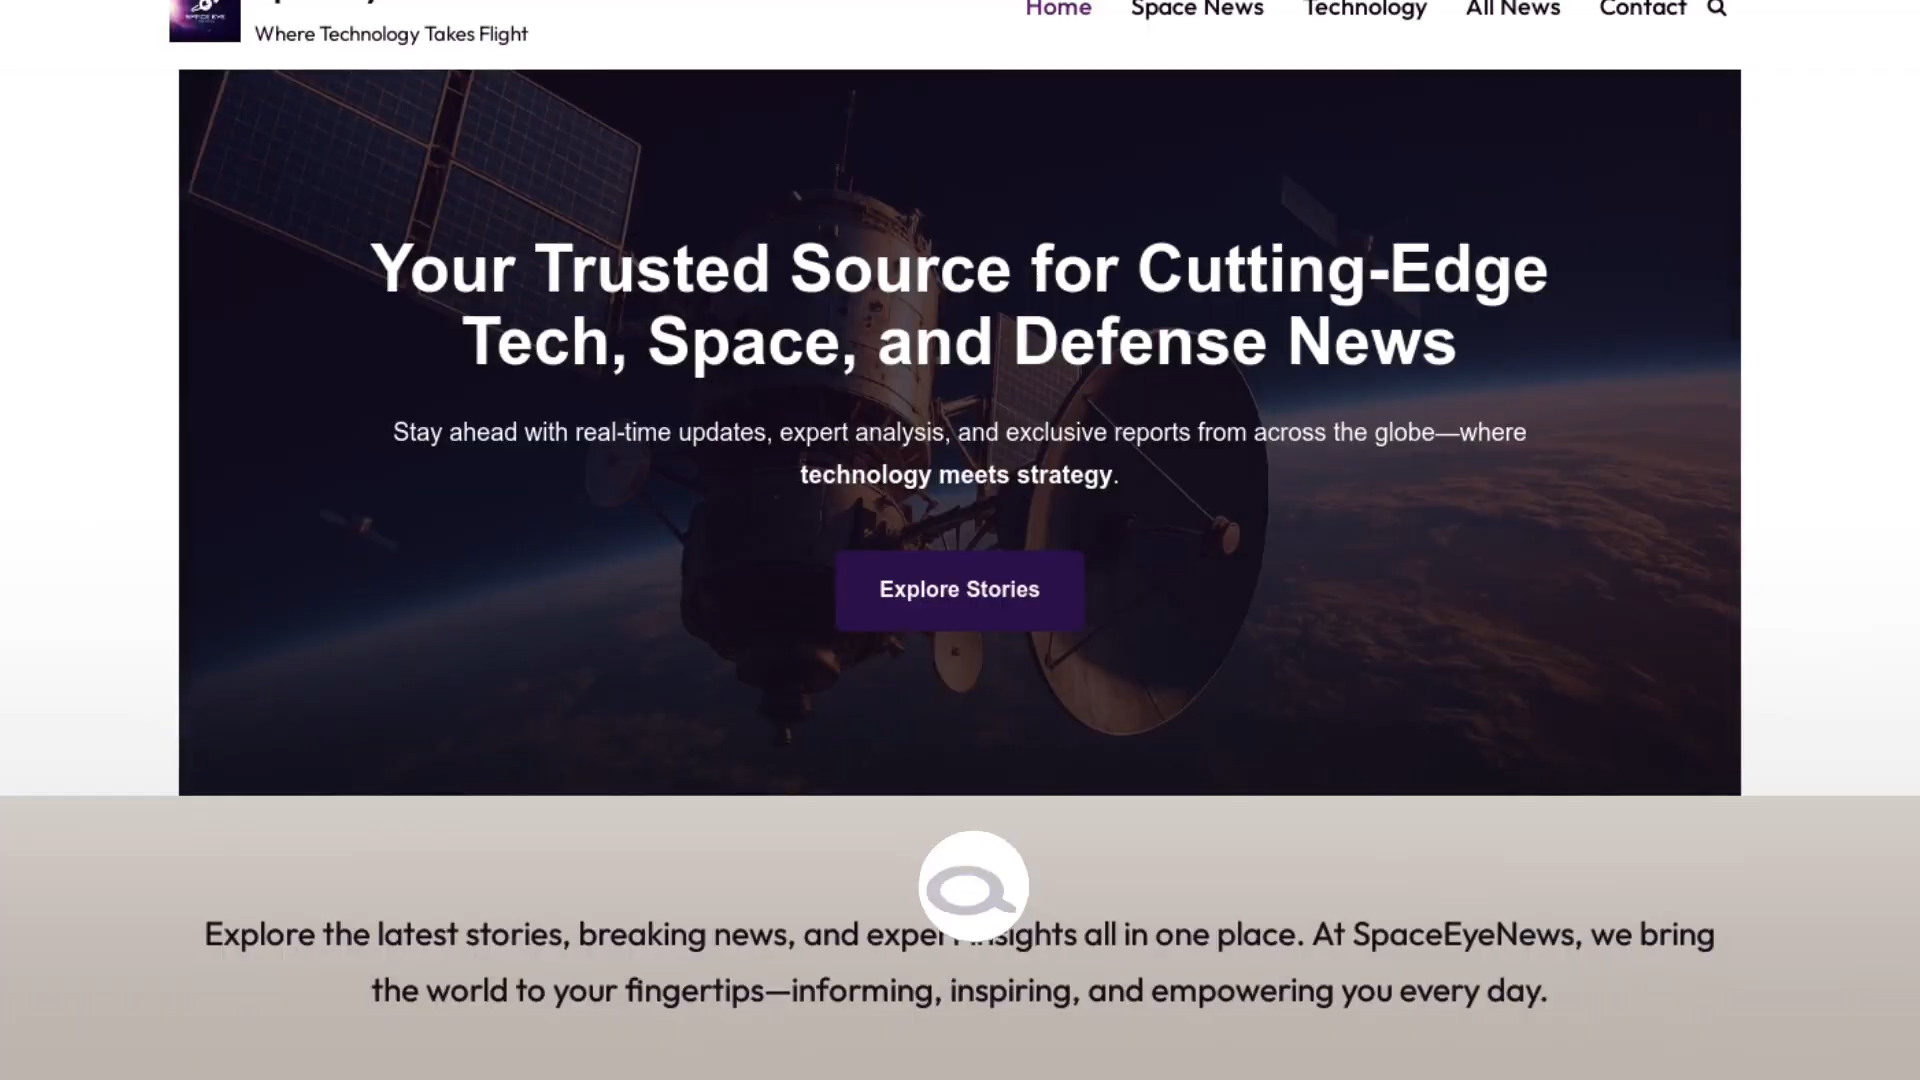 Where Technology Takes Flight
Home Space News Technology All News Contact
Your Trusted Source for Cutting-Edge
Tech, Space, and Defense News
Stay ahead with real-time updates, expert analysis, and exclusive reports from across the globe—where
technology meets strategy.
Explore Stories
Explore the latest stories, breaking news, and expert insights all in one place. At SpaceEyeNews, we bring
the world to your fingertips—informing, inspiring, and empowering you every day.